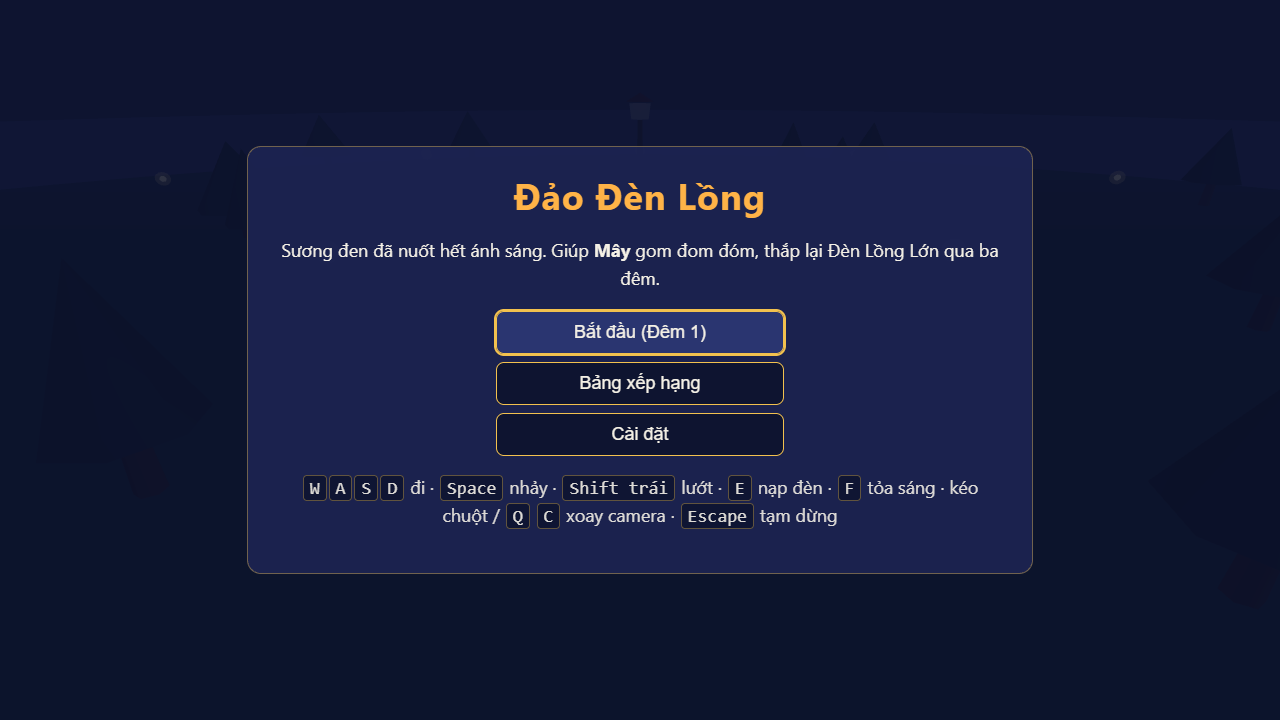 Đảo Đèn Lồng
Sương đen đã nuốt hết ánh sáng. Giúp Mây gom đom đóm, thắp lại Đèn Lồng Lớn qua ba
đêm.
Bắt đầu (Đêm 1)
Bảng xếp hạng
Cài đặt
W A S D đi · Space nhảy · Shift trái lướt · E nạp đèn · F tỏa sáng · kéo
chuột / Q C xoay camera · Escape tạm dừng